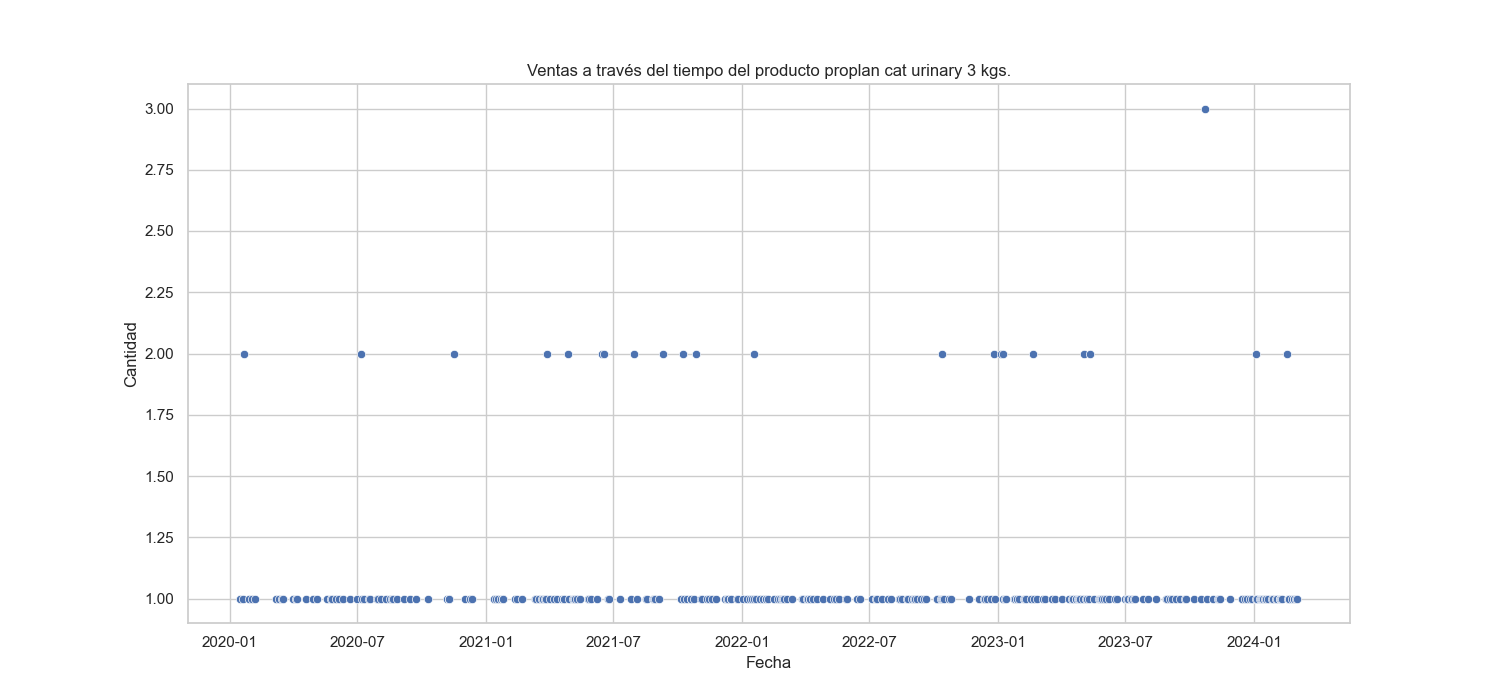 Ventas a través del tiempo del producto proplan cat urinary 3 kgs.
3.00
2.75
2.50
2.25
2.00
1.75
1.50
1.25
1.00
Cantidad
2020-01 2020-07 2021-01 2021-07 2022-01 2022-07 2023-01 2023-07 2024-01
Fecha